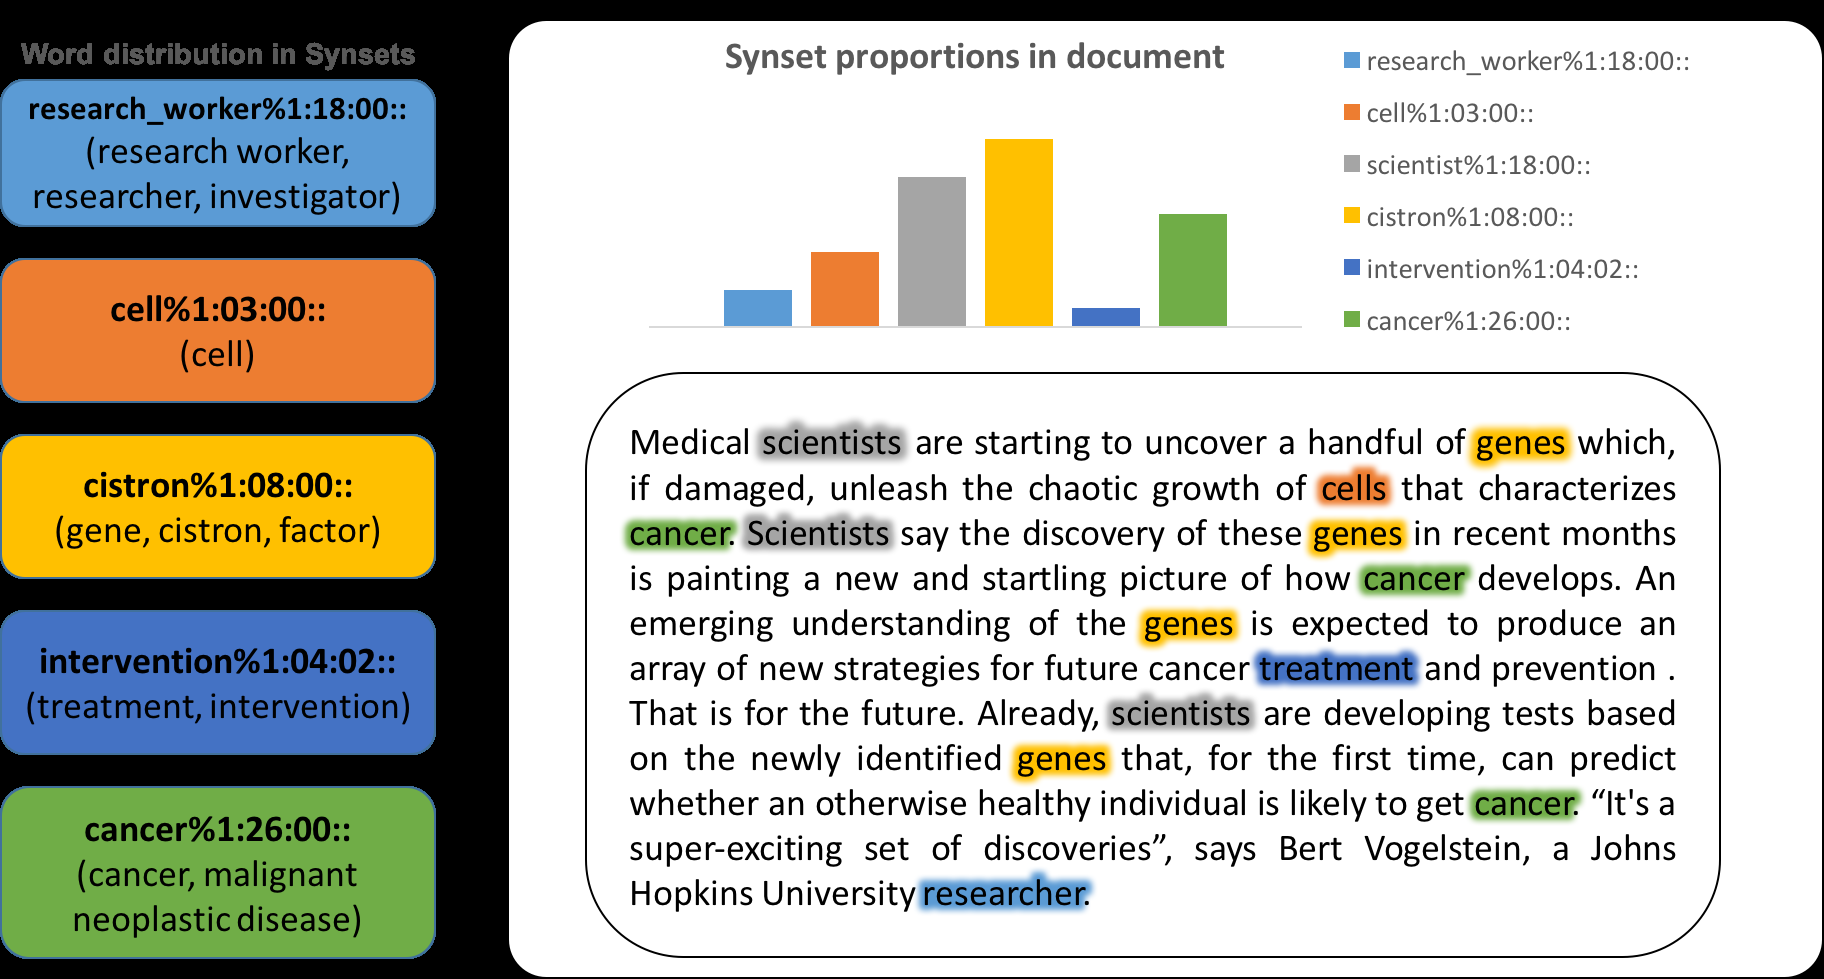 Word distribution in Synsets
research_worker%1:18:00::
(research worker,
researcher, investigator)
cell%1:03:00::
(cell)
cistron%1:08:00::
(gene, cistron, factor)
intervention%1:04:02::
(treatment, intervention)
cancer%1:26:00::
(cancer, malignant
neoplastic disease)
Synset proportions in document
research_worker%1:18:00::
cell%1:03:00::
scientist%1:18:00::
cistron%1:08:00::
intervention%1:04:02::
cancer%1:26:00::
Medical scientists are starting to uncover a handful of genes which,
if damaged, unleash the chaotic growth of cells that characterizes
cancer. Scientists say the discovery of these genes in recent months
is painting a new and startling picture of how cancer develops. An
emerging understanding of the genes is expected to produce an
array of new strategies for future cancer treatment and prevention .
That is for the future. Already, scientists are developing tests based
on the newly identified genes that, for the first time, can predict
whether an otherwise healthy individual is likely to get cancer. “It's a
super-exciting set of discoveries”, says Bert Vogelstein, a Johns
Hopkins University researcher.